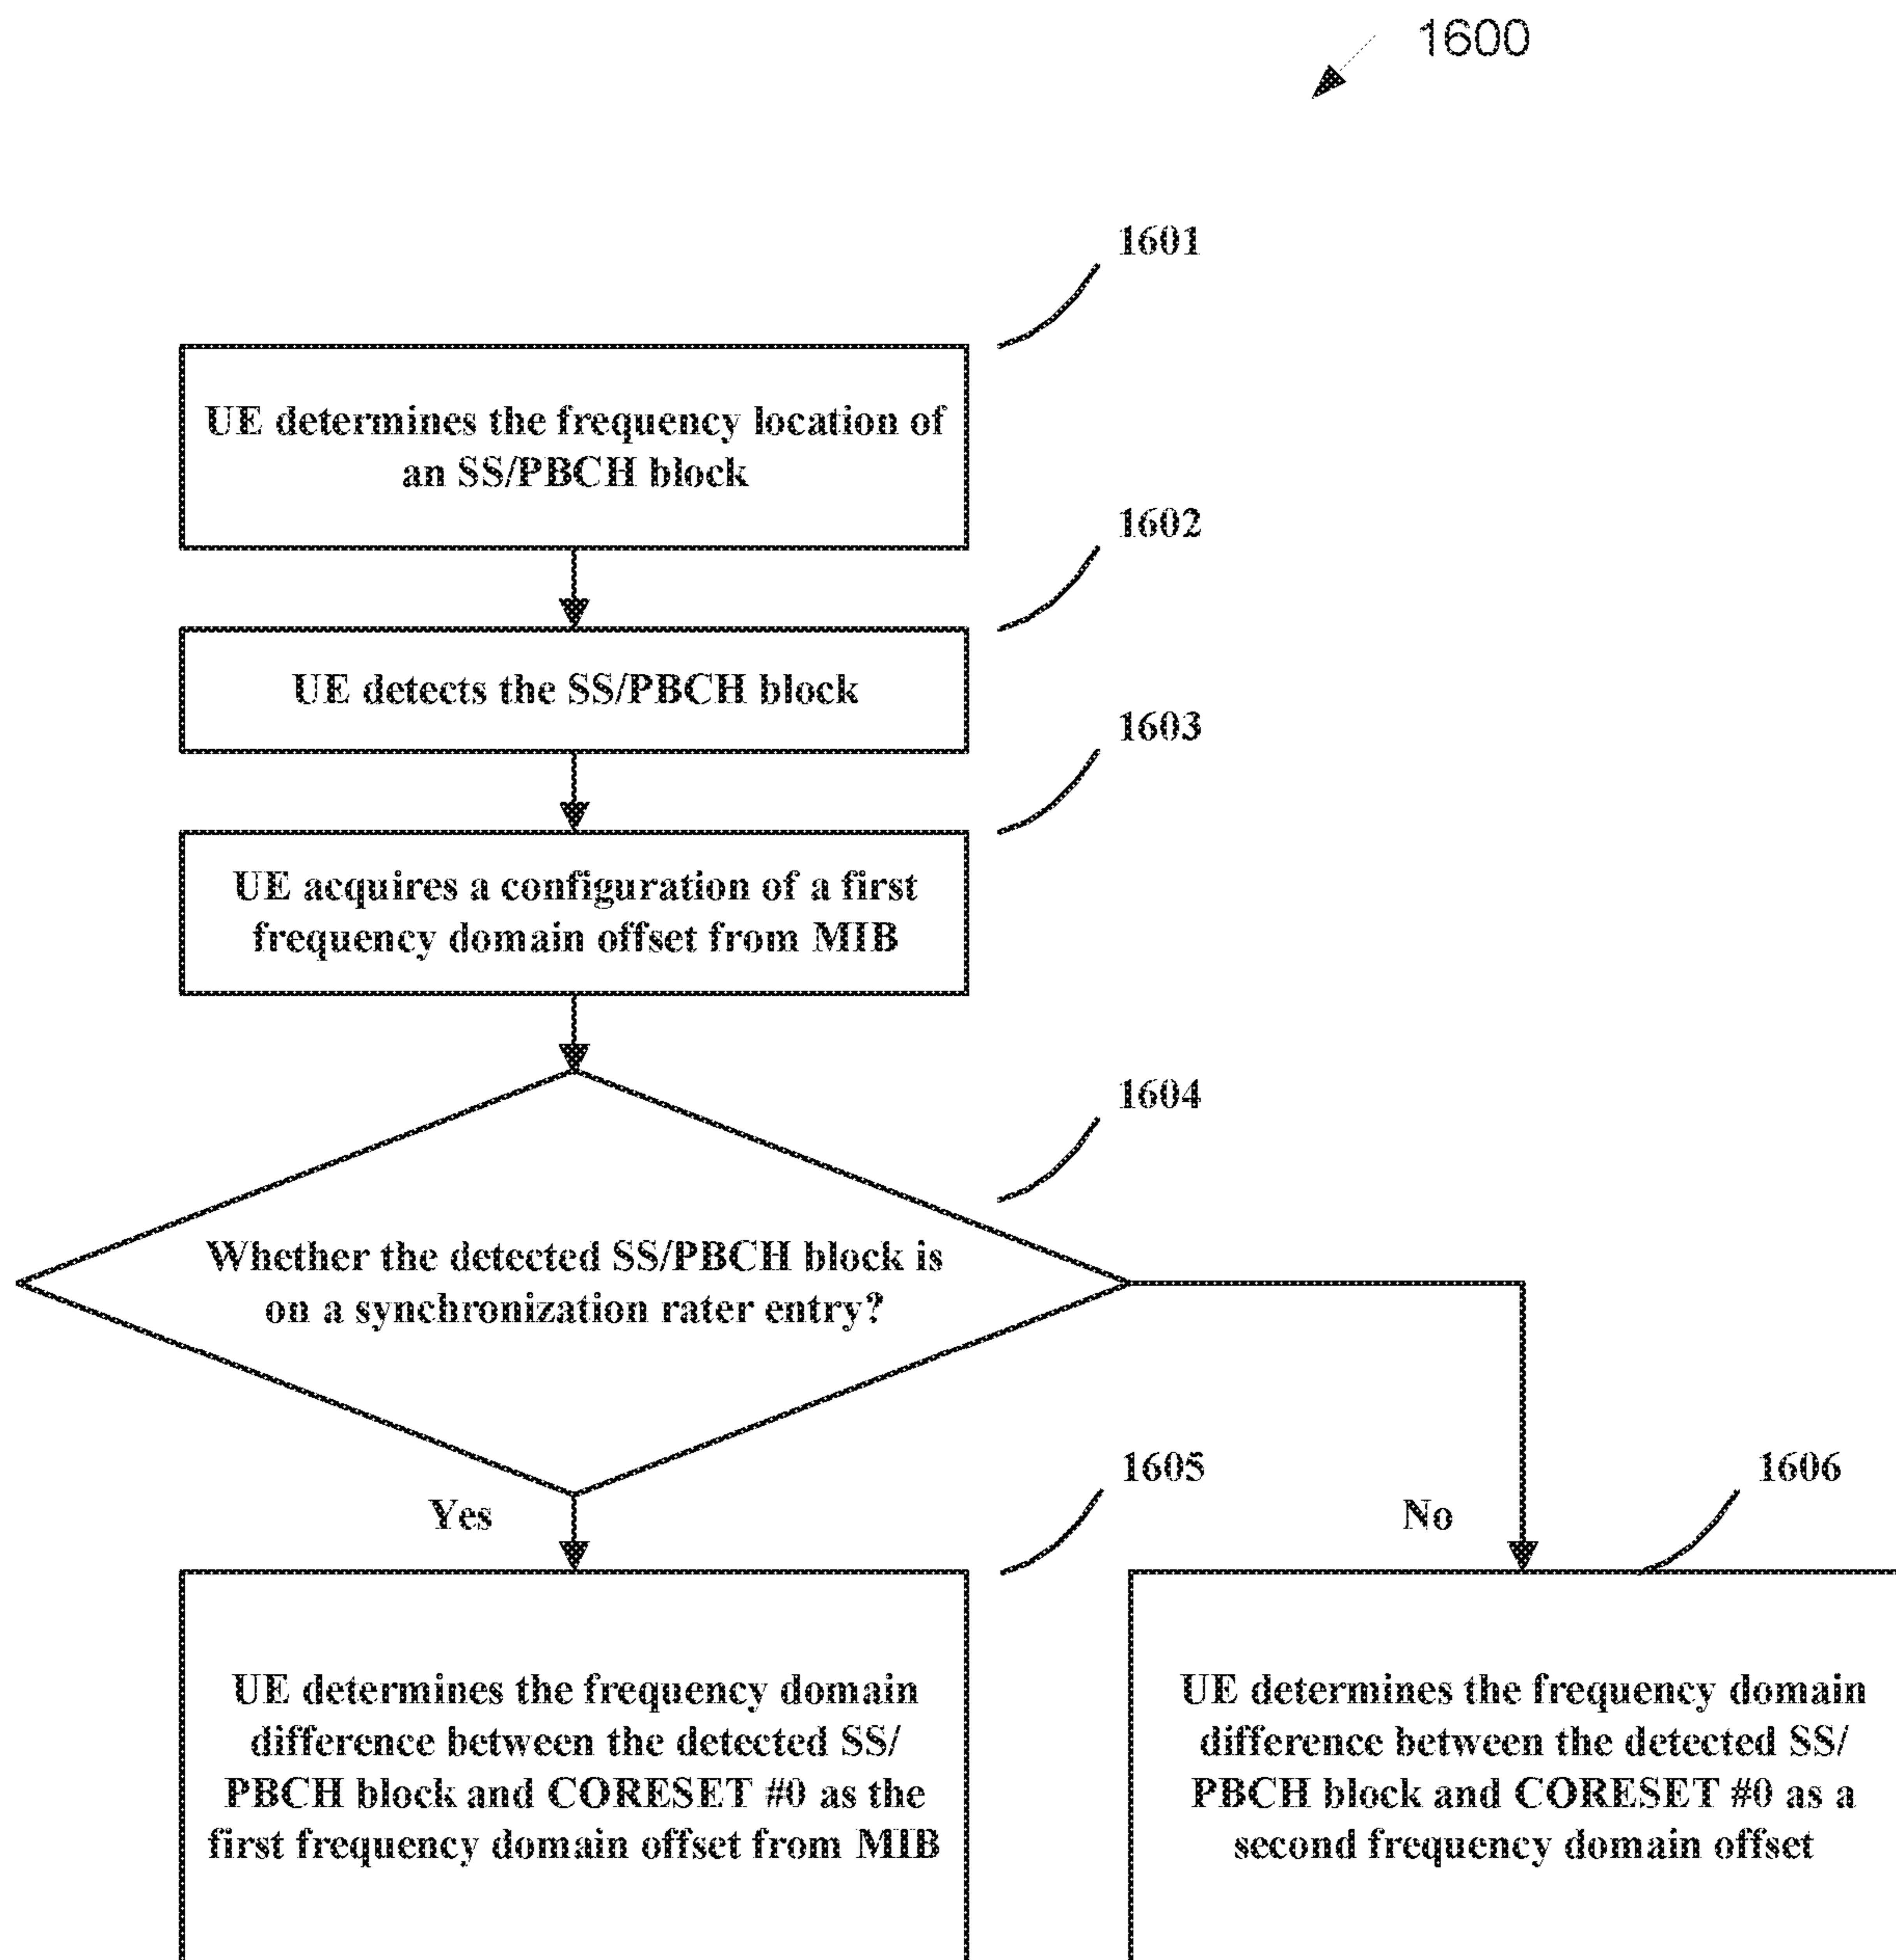 1600
1601
UE determines the frequency location of
an SS/PBCH block
1602
UE detects the SS/PBCH block
1603
UE acquires a configuration of a first
frequency domain offset from MIB
1604
Whether the detected SS/PBCH block is
on a synchronization rater entry?
1605
Yes
1606
No
UE determines the frequency domain
difference between the detected SS/
PBCH block and CORESET #0 as the
first frequency domain offset from MIB
UE determines the frequency domain
difference between the detected SS/
PBCH block and CORESET #0 as a
second frequency domain offset